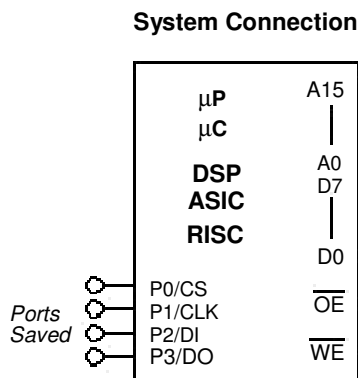 System Connection
µP
A15
µC
DSP
A0
D7
ASIC
RISC
D0
P0/CS
OE
Ports
P1/CLK
Saved
P2/DI
P3/DO
WE